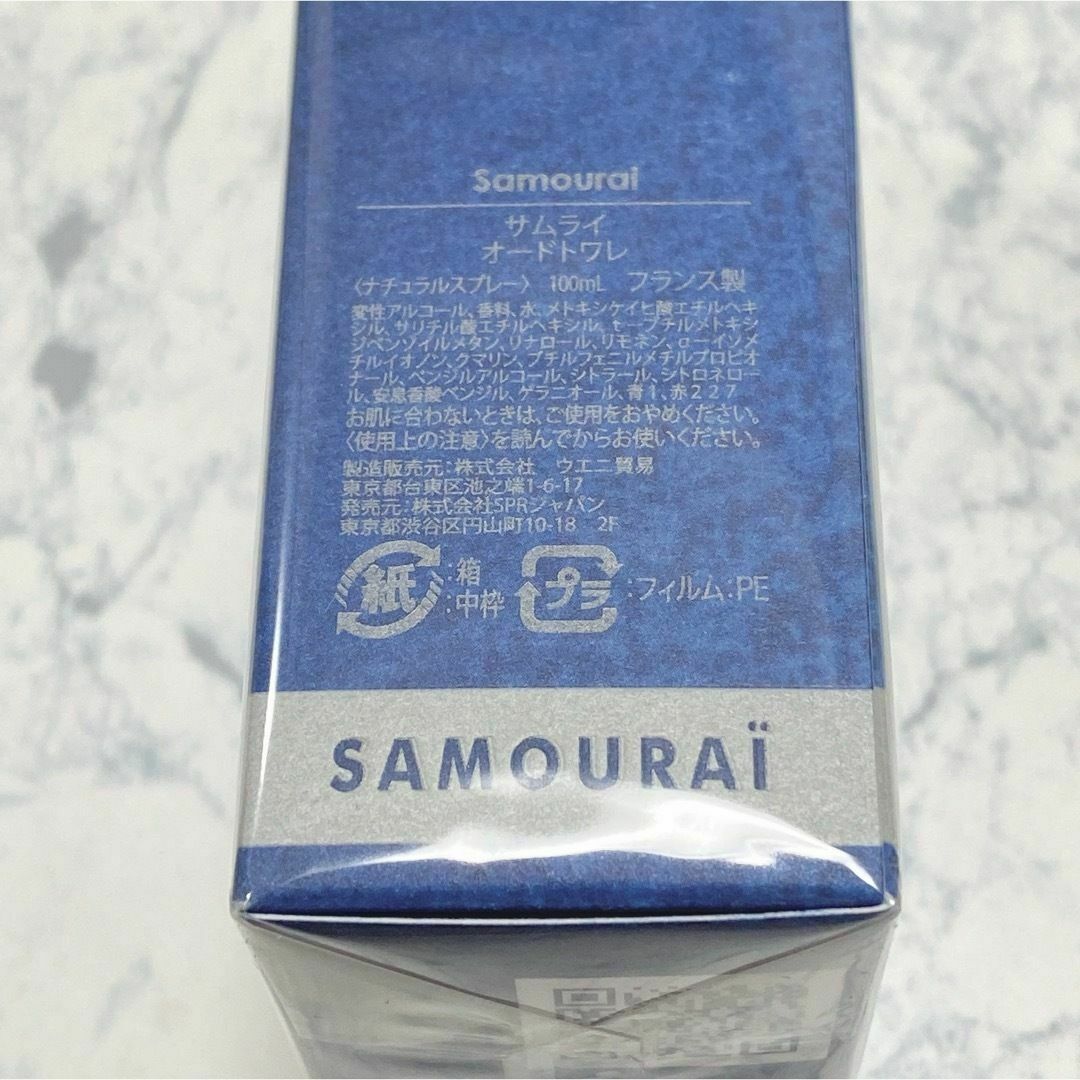 Samourai
サムライ
オードトワレ
〈ナチュラルスプレー〉 100mL フランス製
変性アルコール、香料、水、メトキシケイヒ酸エチルヘキ
シル、サリチル酸エチルヘキシル、t-ブチルメトキシ
ジベンゾイルメタン、リナロール、リモネン、α-イソメ
チルイオノン、クマリン、ブチルフェニルメチルプロピオ
ナール、ベンジルアルコール、シトラール、シトロネロー
ル、安息香酸ベンジル、ゲラニオール、青1、赤227
お肌に合わないときは、ご使用をおやめください。
〈使用上の注意〉を読んでからお使いください。
製造販売元:株式会社 ウエニ貿易
東京都台東区池之端1-6-17
発売元:株式会社SPRジャパン
東京都渋谷区円山町10-18 2F
紙 :箱 :中枠 プラ :フィルム:PE
SAMOURAÏ